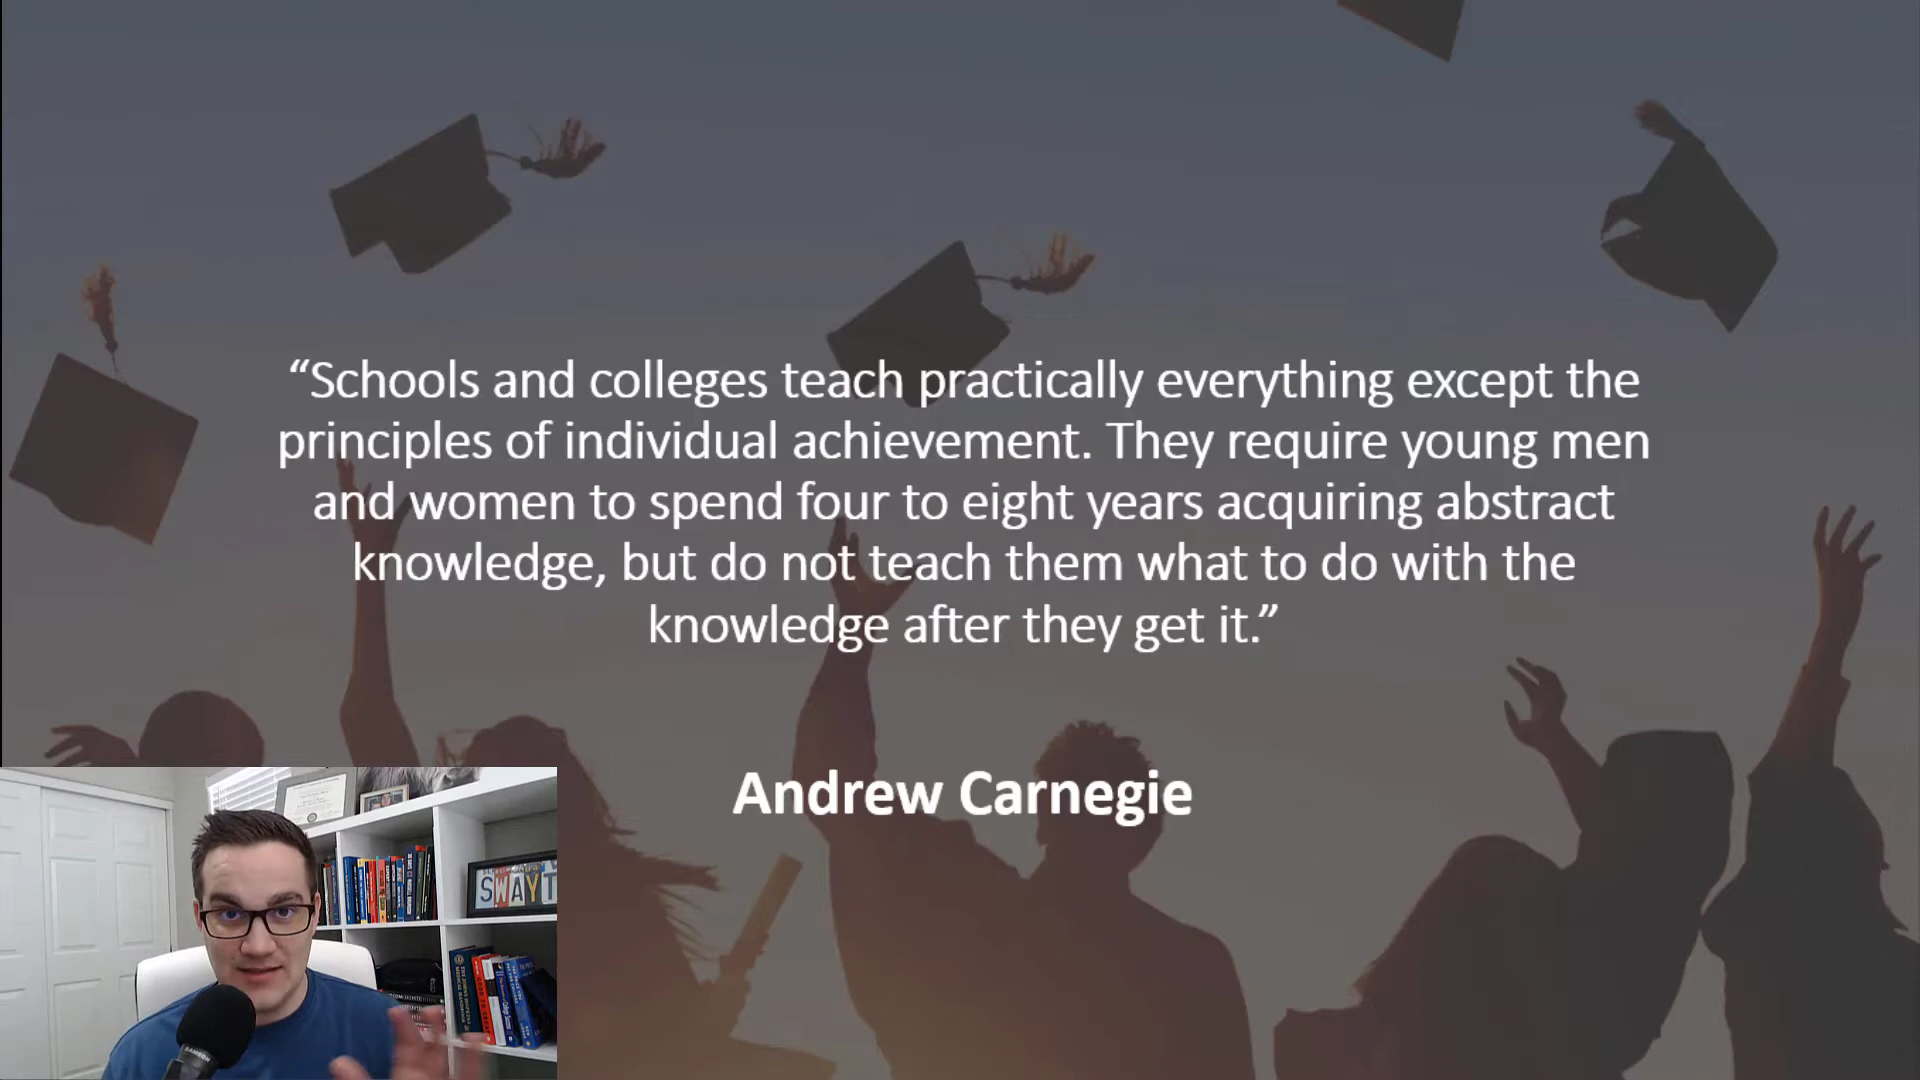 “Schools and colleges teach practically everything except the
principles of individual achievement. They require young men
and women to spend four to eight years acquiring abstract
knowledge, but do not teach them what to do with the
knowledge after they get it.”
Andrew Carnegie
SWAYT
SAMSON